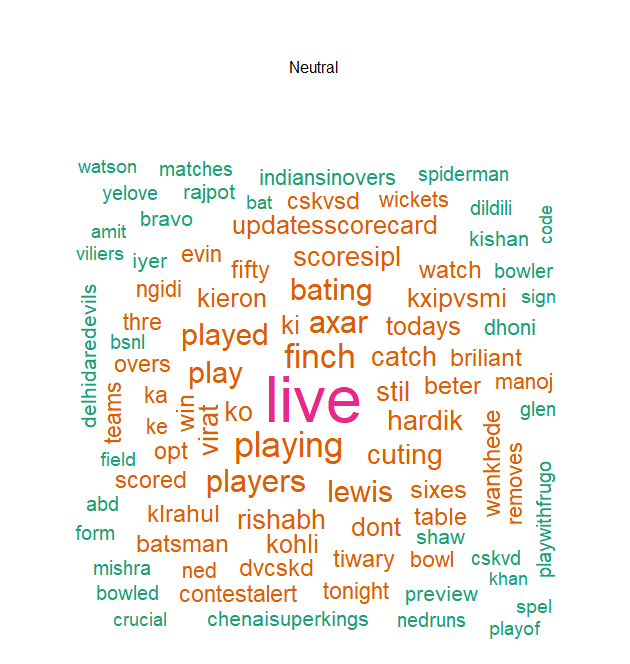 Neutral
watson matches indiansinovers spiderman
yelove rajpot bat cskvsd wickets dildili code
amit bravo updatesscorecard kishan
viliers iyer evin scoresipl watch bowler
ngidi kieron fifty bating kxipvsmi sign
delhidaredevils thre bsnl played ki axar todays dhoni
overs play finch catch briliant
teams ka win virat ko live stil beter manoj glen
ke opt playing cuting hardik wankhede removes
field scored players lewis sixes playwithfrugo
abd klrahul rishabh dont table shaw
form batsman kohli tiwary bowl cskvd
mishra ned dvcskd khan
bowled contestalert tonight preview spel
crucial chenaisuperkings nedruns playof